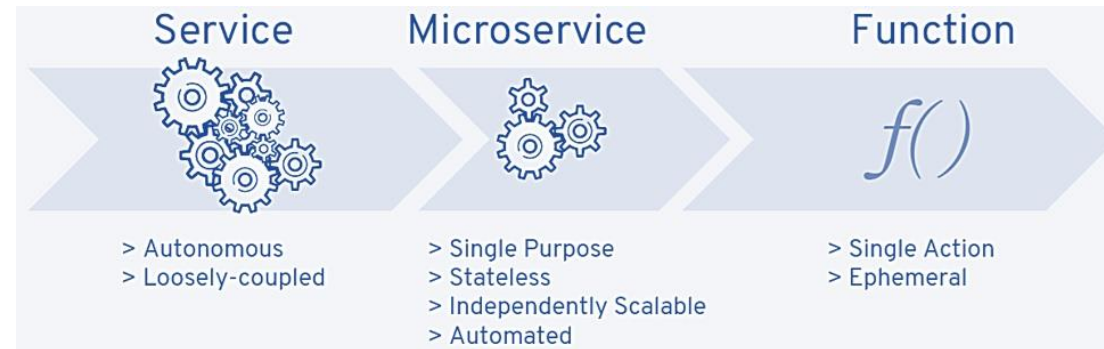 Service
> Autonomous
> Loosely-coupled
Microservice
> Single Purpose
> Stateless
> Independently Scalable
> Automated
Function
f()
> Single Action
> Ephemeral